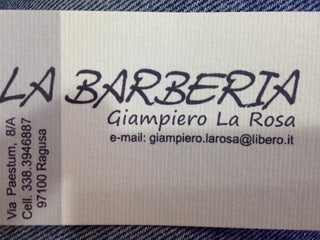 LA BARBERIA
Giampiero La Rosa
e-mail: giampiero.larosa@libero.it
Via Paestum, 8/A
Cell. 338.3946887
97100 Ragusa